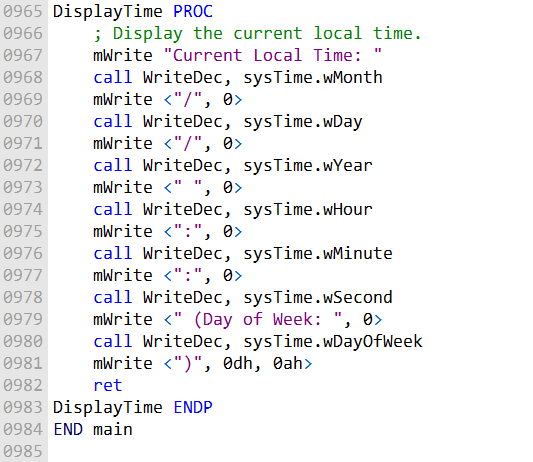 0965 DisplayTime PROC
0966     ; Display the current local time.
0967     mWrite "Current Local Time: "
0968     call WriteDec, sysTime.wMonth
0969     mWrite <"/", 0>
0970     call WriteDec, sysTime.wDay
0971     mWrite <"/", 0>
0972     call WriteDec, sysTime.wYear
0973     mWrite <" ", 0>
0974     call WriteDec, sysTime.wHour
0975     mWrite <":", 0>
0976     call WriteDec, sysTime.wMinute
0977     mWrite <":", 0>
0978     call WriteDec, sysTime.wSecond
0979     mWrite <" (Day of Week: ", 0>
0980     call WriteDec, sysTime.wDayOfWeek
0981     mWrite <")", 0dh, 0ah>
0982     ret
0983 DisplayTime ENDP
0984 END main
0985